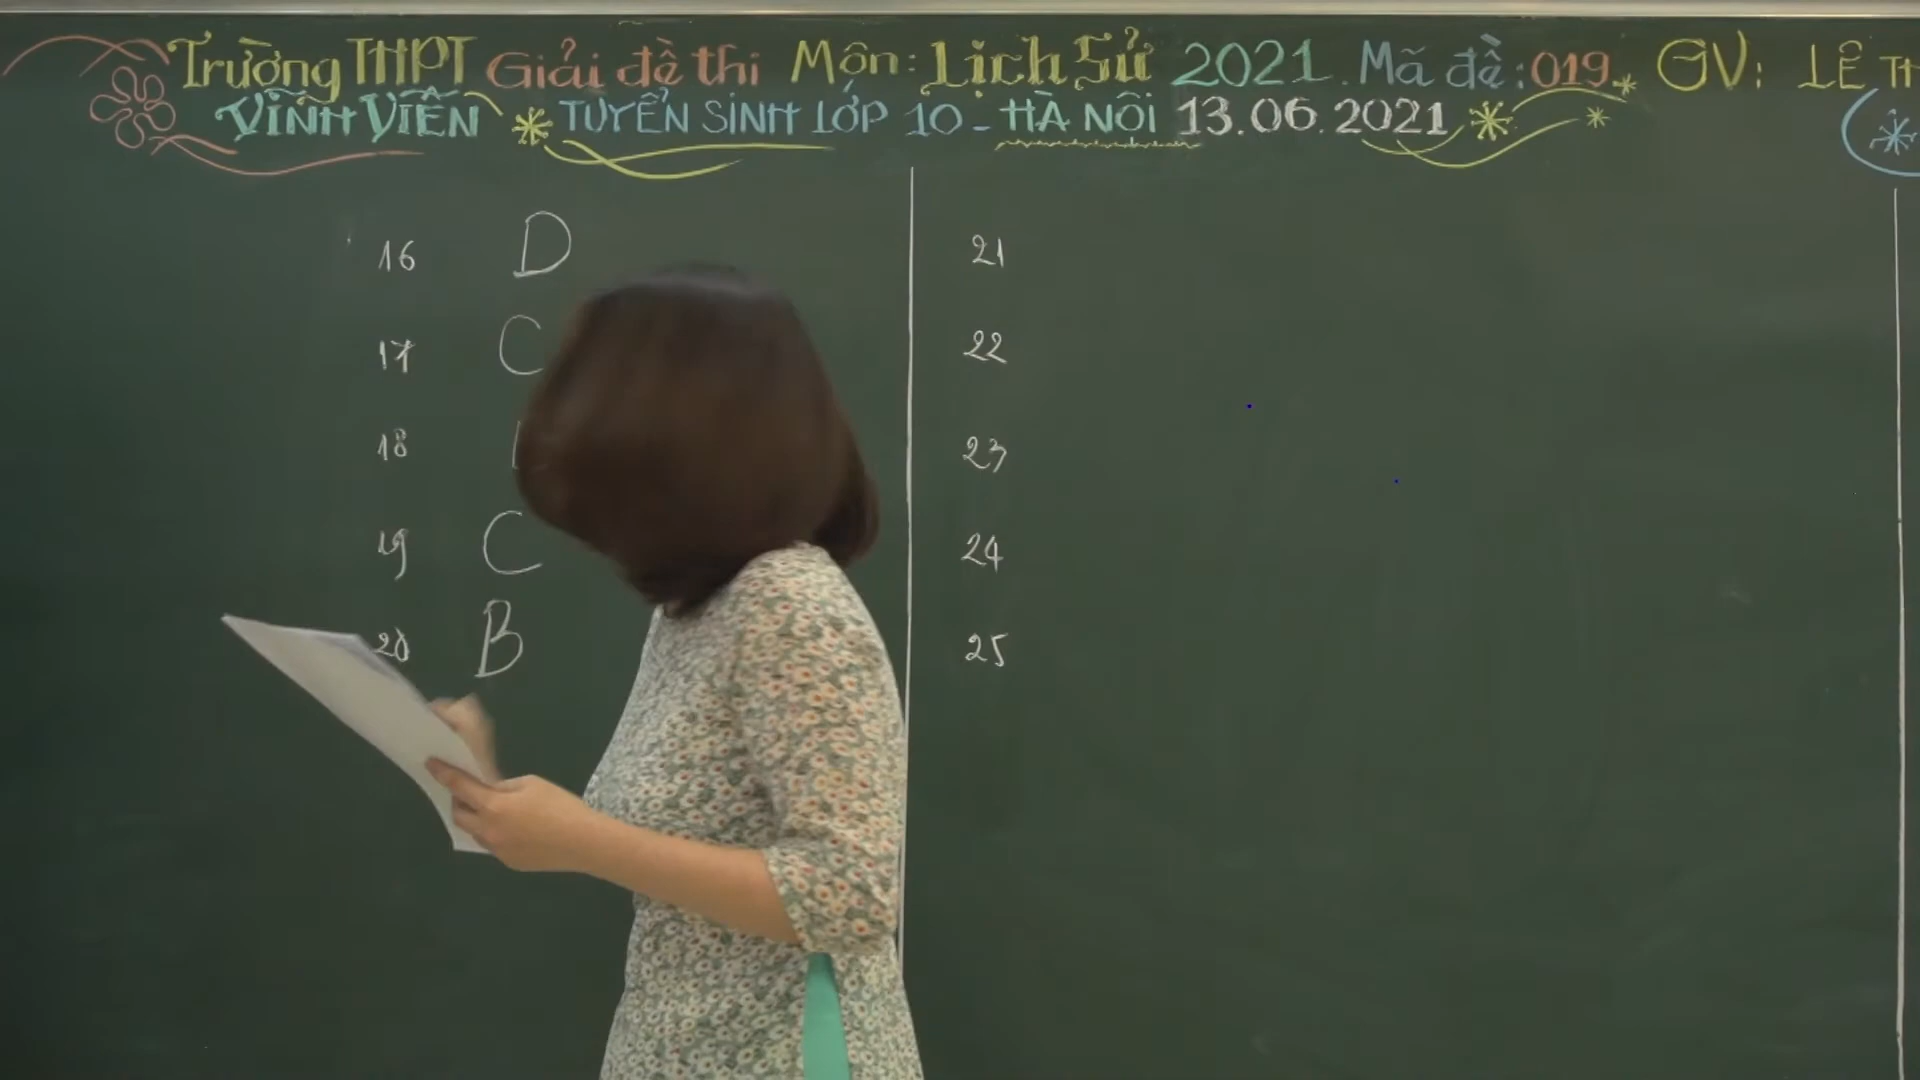 Trường THPT Giải đề thi Môn: Lịch Sử 2021. Mã đề: 019 GV: LÊ TH
VĨNH VIỄN TUYỂN SINH LỚP 10 - HÀ NỘI 13.06.2021
16 D
17 C
18
19 C
20 B
21
22
23
24
25